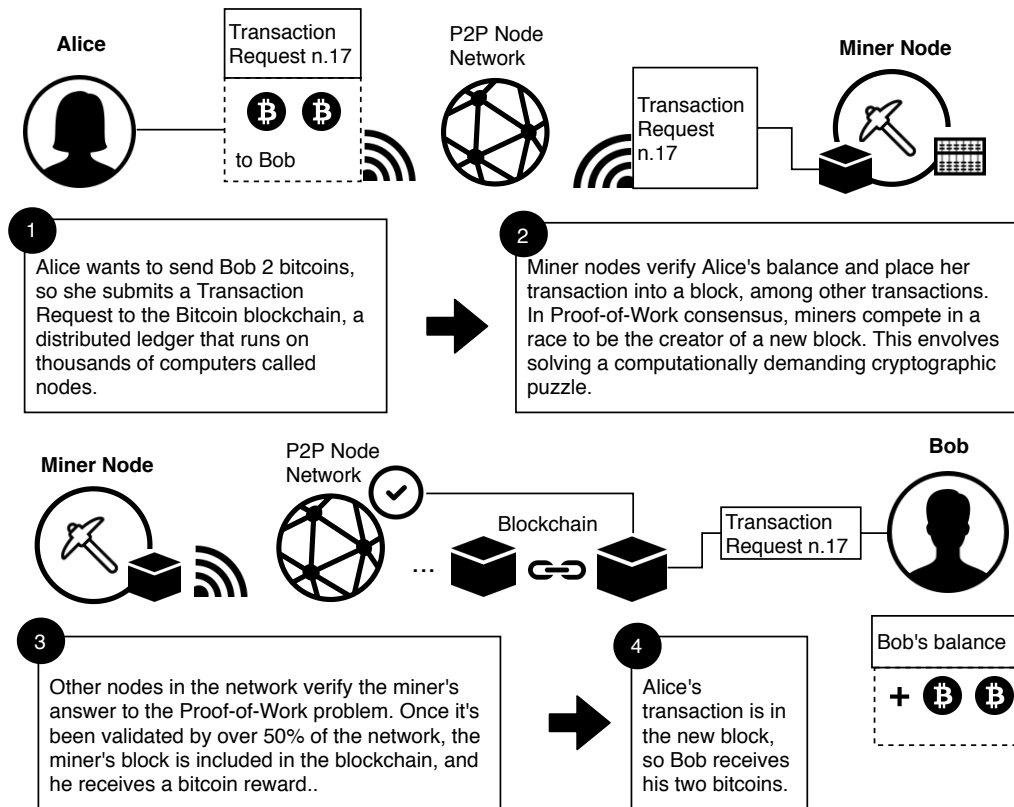 Alice
Transaction
Request n.17
to Bob
P2P Node
Network
Transaction
Request
n.17
Miner Node
1
Alice wants to send Bob 2 bitcoins,
so she submits a Transaction
Request to the Bitcoin blockchain, a
distributed ledger that runs on
thousands of computers called
nodes.
2
Miner nodes verify Alice's balance and place her
transaction into a block, among other transactions.
In Proof-of-Work consensus, miners compete in a
race to be the creator of a new block. This envolves
solving a computationally demanding cryptographic
puzzle.
Miner Node
P2P Node
Network
...
Blockchain
Transaction
Request n.17
Bob
3
Other nodes in the network verify the miner's
answer to the Proof-of-Work problem. Once it's
been validated by over 50% of the network, the
miner's block is included in the blockchain, and
he receives a bitcoin reward..
4
Alice's
transaction is in
the new block,
so Bob receives
his two bitcoins.
Bob's balance
+